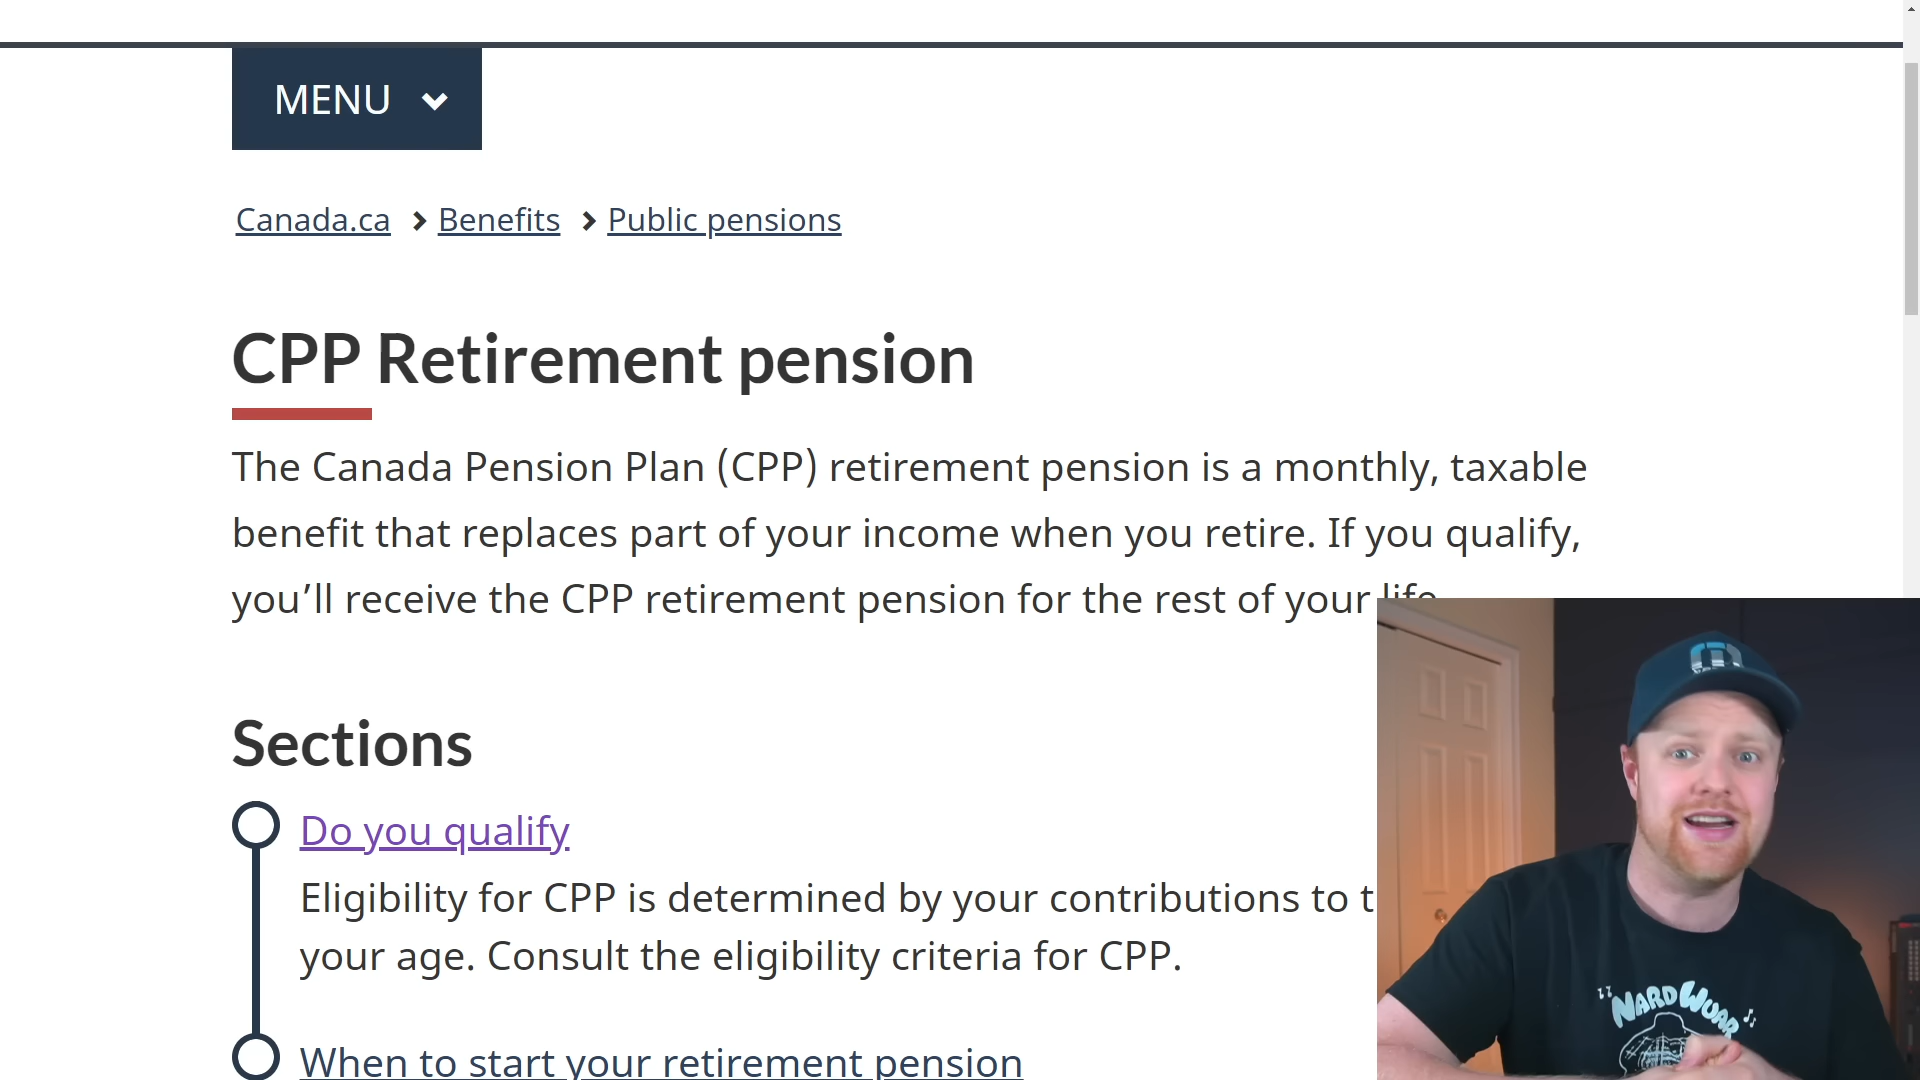 MENU
Canada.ca > Benefits > Public pensions
CPP Retirement pension
The Canada Pension Plan (CPP) retirement pension is a monthly, taxable
benefit that replaces part of your income when you retire. If you qualify,
you’ll receive the CPP retirement pension for the rest of your life
Sections
Do you qualify
Eligibility for CPP is determined by your contributions to
your age. Consult the eligibility criteria for CPP.
When to start your retirement pension
NARDWUAR